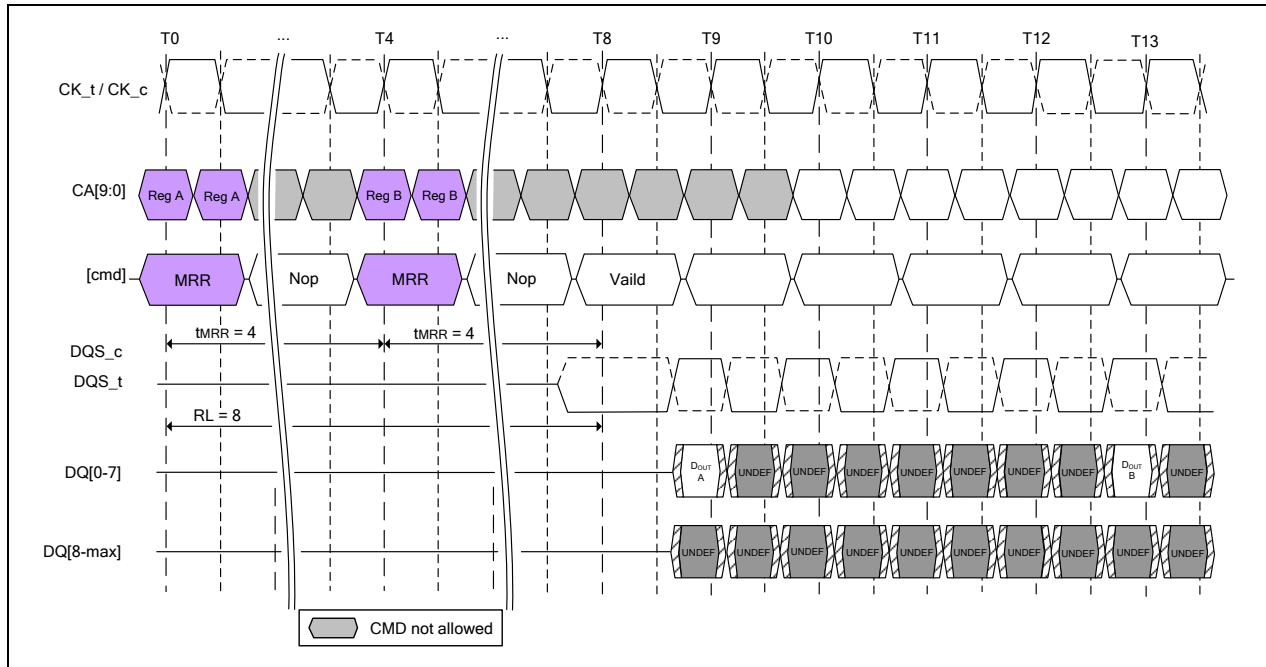 T0 ... T4 ... T8 T9 T10 T11 T12 T13
CK_t / CK_c
CA[9:0] Reg A Reg A Reg B Reg B
[cmd] MRR Nop MRR Nop Vaild
tMRR = 4 tMRR = 4
DQS_c
DQS_t
RL = 8
DQ[0-7] DOUT A UNDEF UNDEF UNDEF UNDEF UNDEF UNDEF UNDEF DOUT B UNDEF
DQ[8-max] UNDEF UNDEF UNDEF UNDEF UNDEF UNDEF UNDEF UNDEF UNDEF UNDEF
CMD not allowed